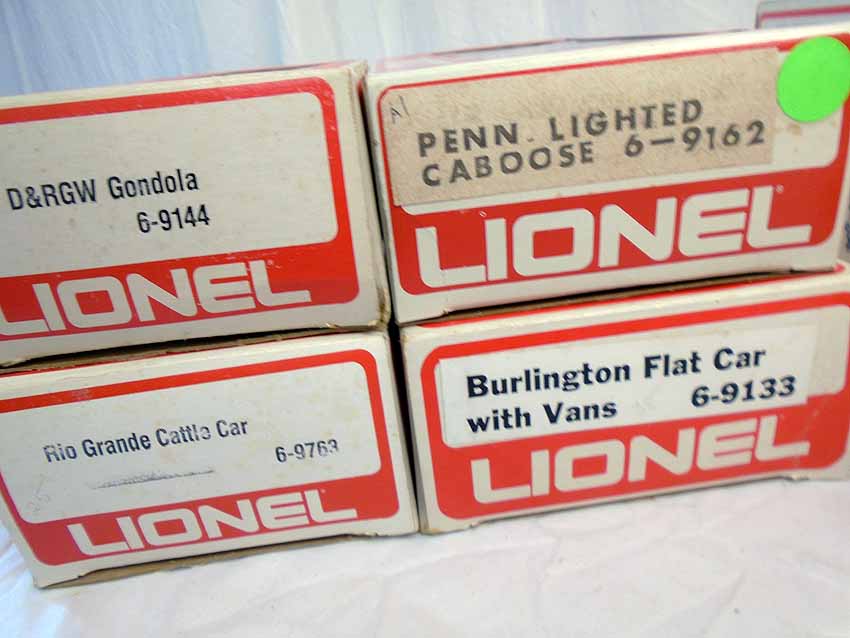 D&RGW Gondola
6-9144
LIONEL
A1
PENN. LIGHTED
CABOOSE 6-9162
LIONEL
Rio Grande Cattle Car
6-9763
LIONEL
Burlington Flat Car
with Vans 6-9133
LIONEL